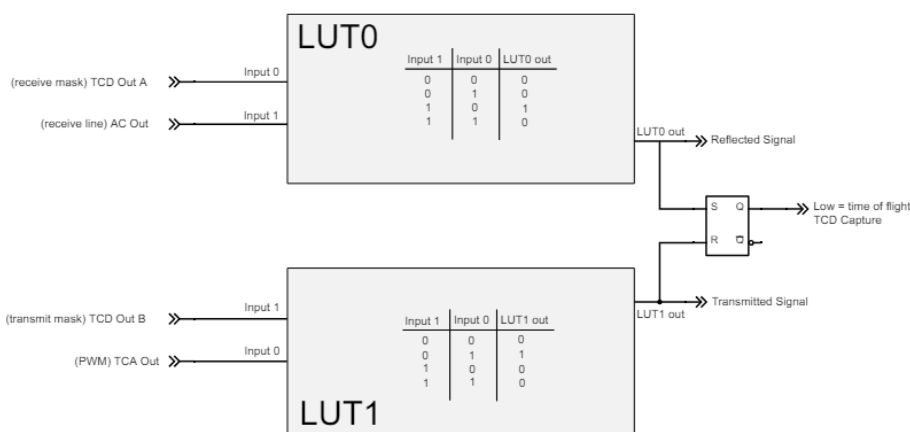 LUT0
Input 1 Input 0 LUT0 out
0 0 0
0 1 0
1 0 1
1 1 0
(receive mask) TCD Out A
Input 0
(receive line) AC Out
Input 1
LUT0 out
Reflected Signal
S Q
R Q
Low = time of flight
TCD Capture
(transmit mask) TCD Out B
Input 1
(PWM) TCA Out
Input 0
Input 1 Input 0 LUT1 out
0 0 0
0 1 1
1 0 0
1 1 0
LUT1 out
Transmitted Signal
LUT1